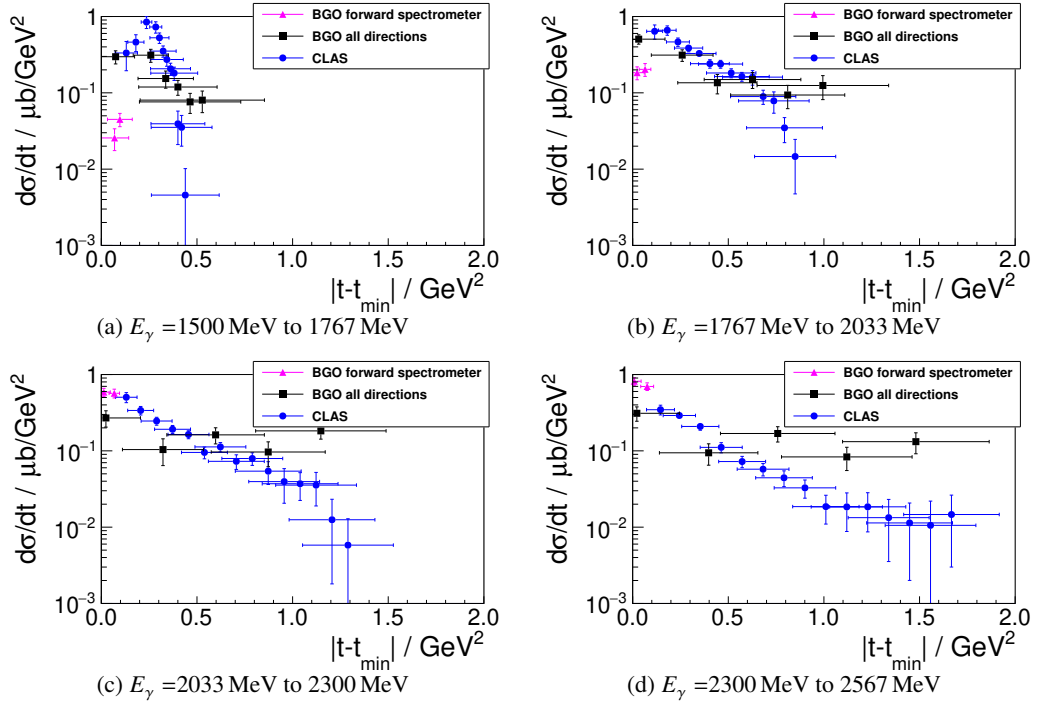 dσ/dt / μb/GeV²
1
10⁻¹
10⁻²
10⁻³
BGO forward spectrometer
BGO all directions
CLAS
0.0 0.5 1.0 1.5 2.0
|t-t_min| / GeV²
(a) E_γ =1500 MeV to 1767 MeV
dσ/dt / μb/GeV²
1
10⁻¹
10⁻²
10⁻³
BGO forward spectrometer
BGO all directions
CLAS
0.0 0.5 1.0 1.5 2.0
|t-t_min| / GeV²
(b) E_γ =1767 MeV to 2033 MeV
dσ/dt / μb/GeV²
1
10⁻¹
10⁻²
10⁻³
BGO forward spectrometer
BGO all directions
CLAS
0.0 0.5 1.0 1.5 2.0
|t-t_min| / GeV²
(c) E_γ =2033 MeV to 2300 MeV
dσ/dt / μb/GeV²
1
10⁻¹
10⁻²
10⁻³
BGO forward spectrometer
BGO all directions
CLAS
0.0 0.5 1.0 1.5 2.0
|t-t_min| / GeV²
(d) E_γ =2300 MeV to 2567 MeV